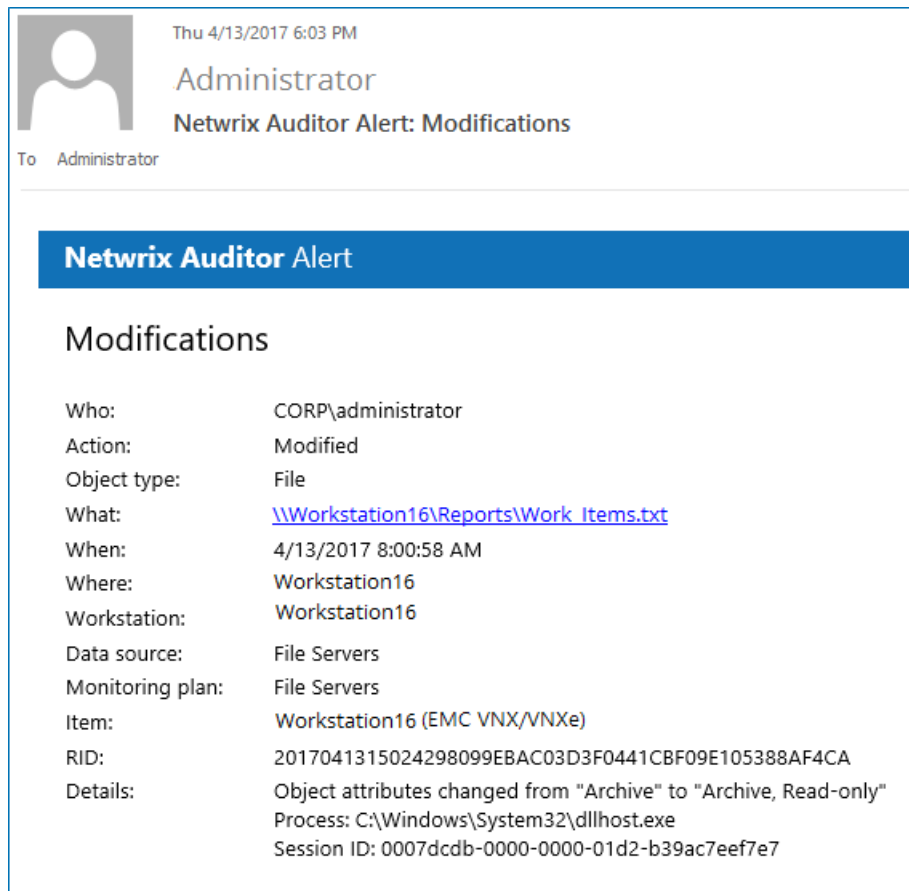 Thu 4/13/2017 6:03 PM
Administrator
Netwrix Auditor Alert: Modifications
To Administrator
Netwrix Auditor Alert
Modifications
Who: CORP\administrator
Action: Modified
Object type: File
What: \\Workstation16\Reports\Work_Items.txt
When: 4/13/2017 8:00:58 AM
Where: Workstation16
Workstation: Workstation16
Data source: File Servers
Monitoring plan: File Servers
Item: Workstation16 (EMC VNX/VNXe)
RID: 2017041315024298099EBAC03D3F0441CBF09E105388AF4CA
Details: Object attributes changed from "Archive" to "Archive, Read-only"
Process: C:\Windows\System32\dllhost.exe
Session ID: 0007dcdb-0000-0000-01d2-b39ac7eef7e7